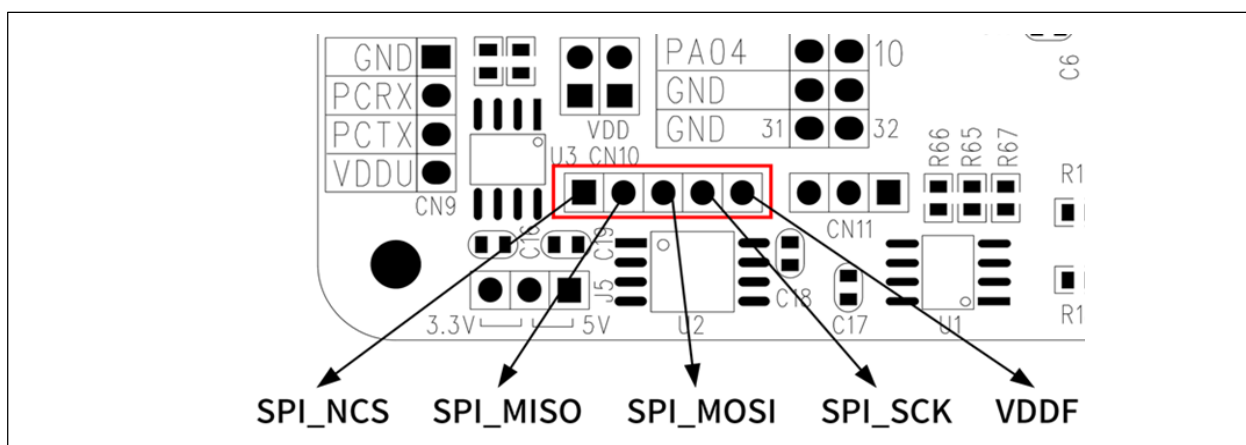 GND
PCRX
PCTX
VDDU
CN9
U3
VDD
CN10
PA04 10
GND
GND 31 32
C6
R66
R65
R67
R1
CN11
C16
C19
J5
3.3V 5V
U2
C18
C17
U1
R1
SPI_NCS SPI_MISO SPI_MOSI SPI_SCK VDDF